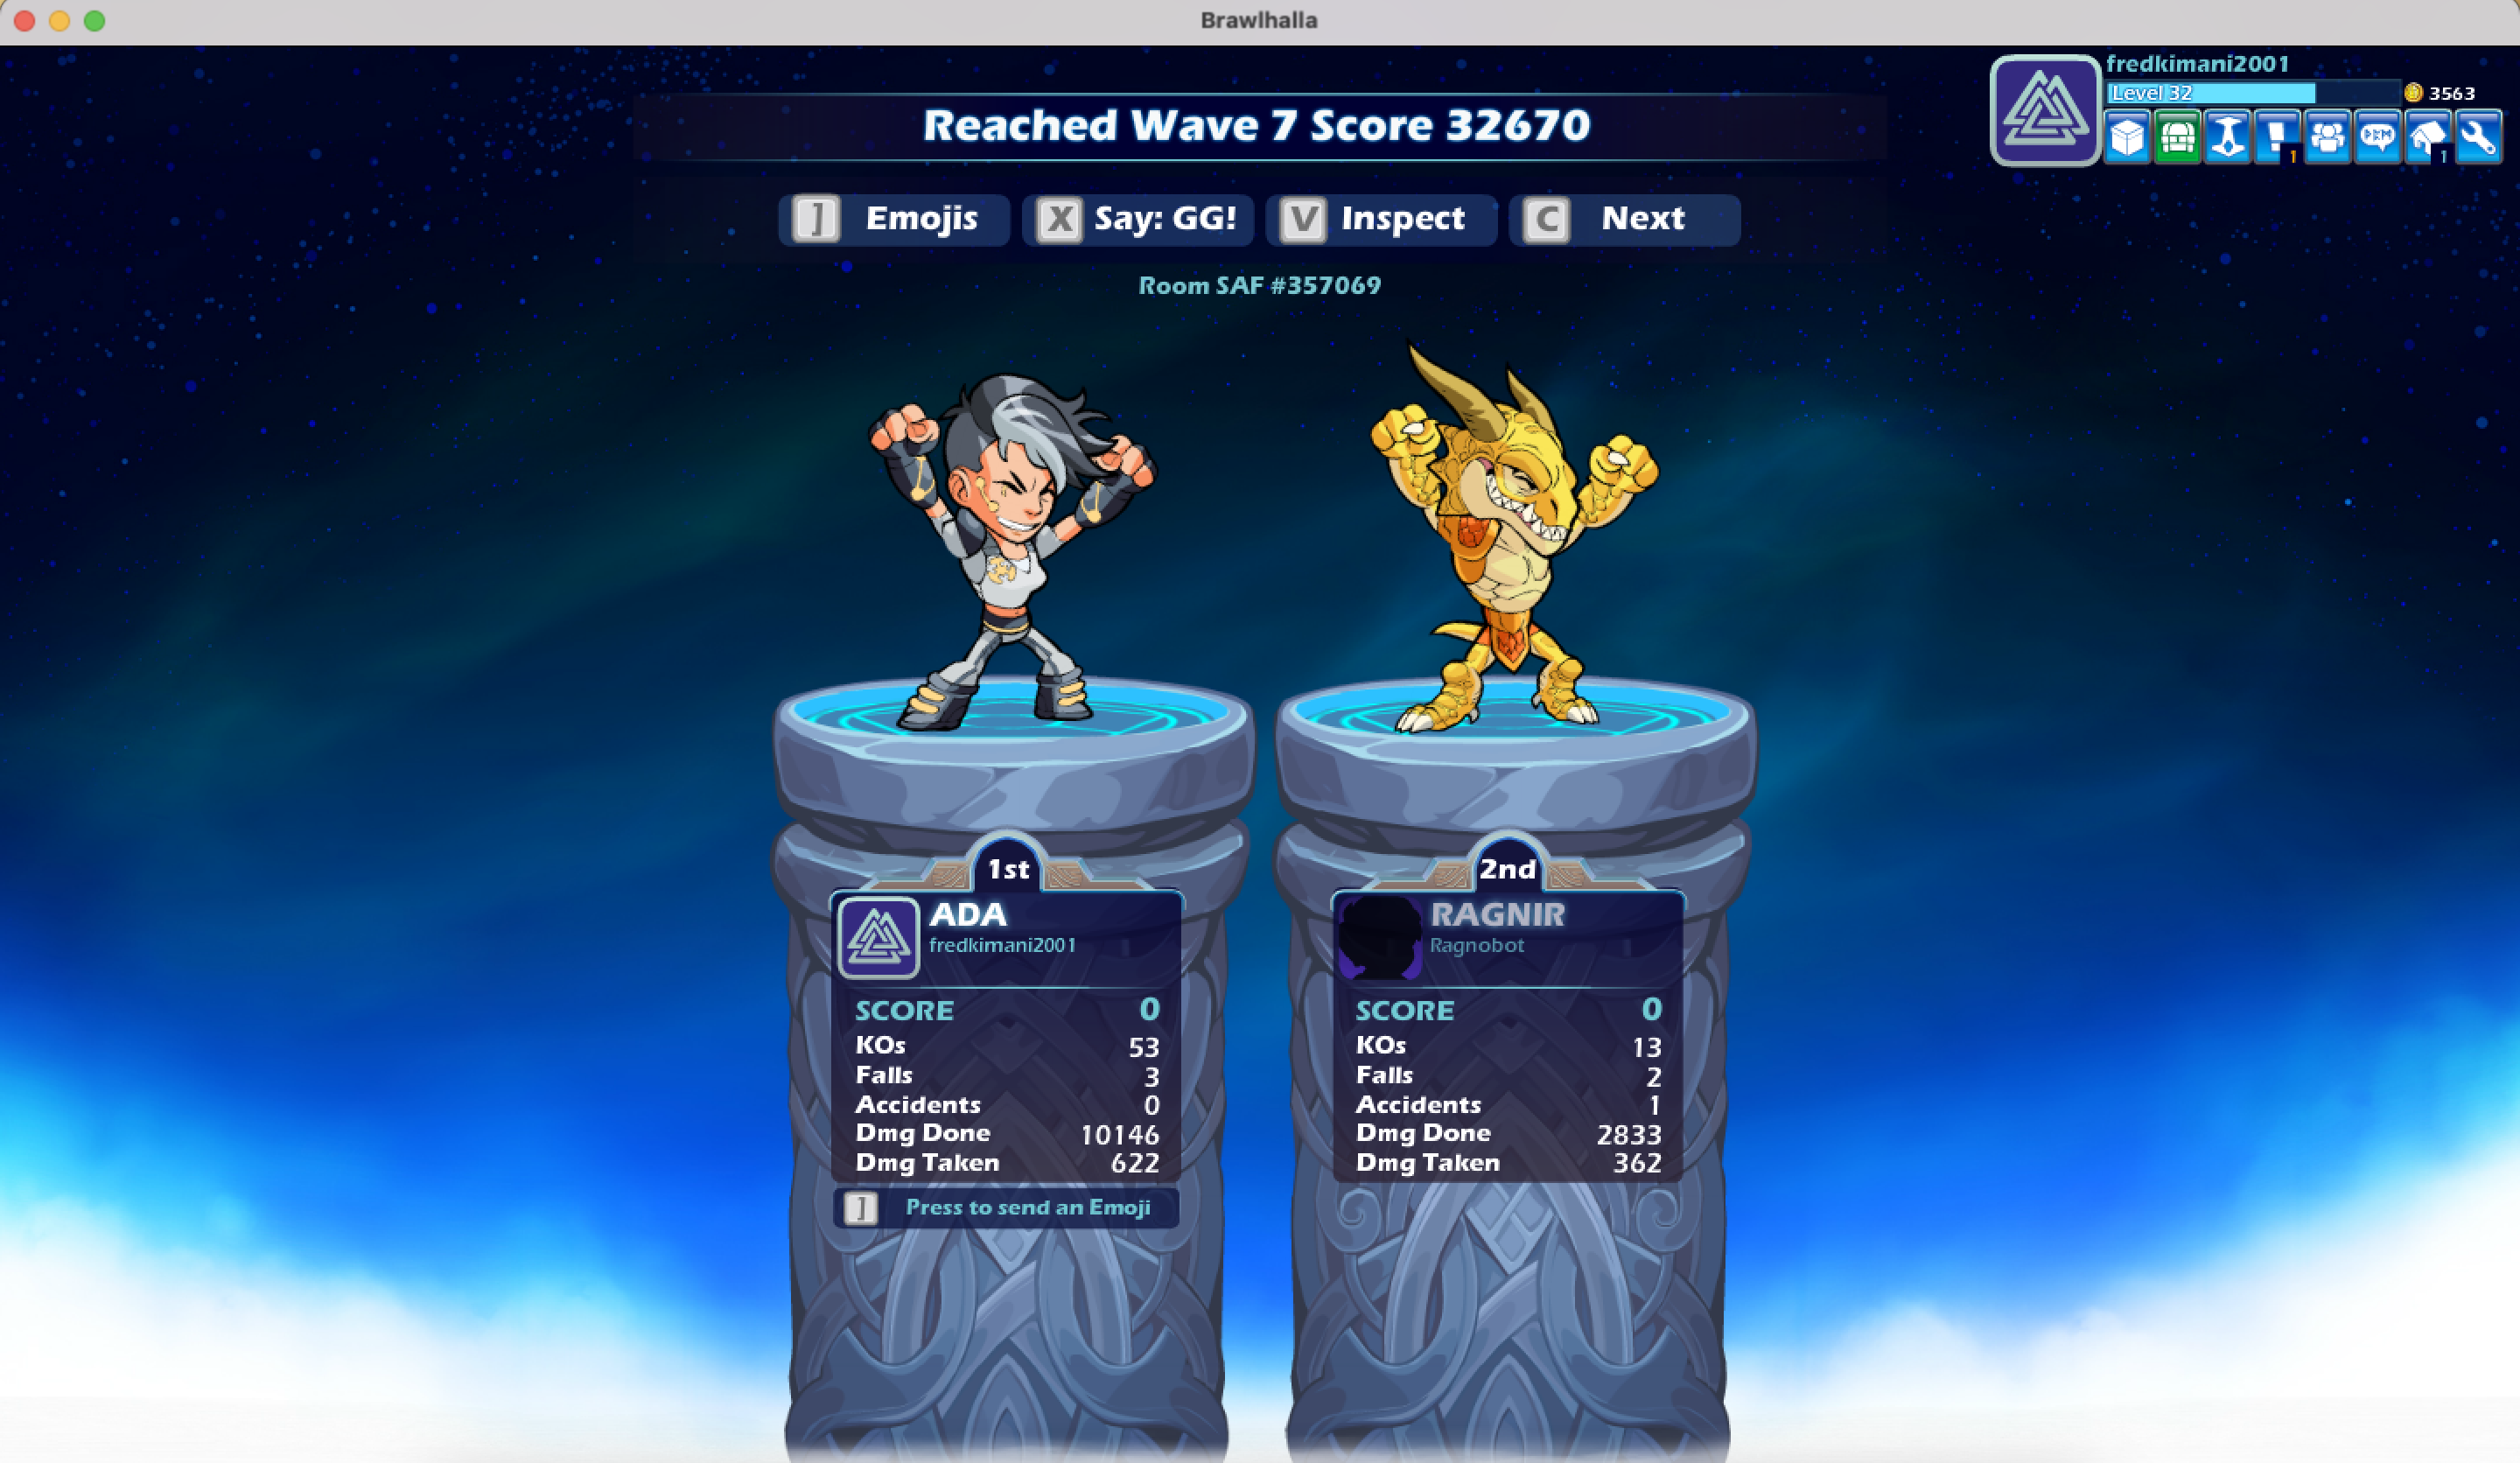 Brawlhalla
fredkimani2001
Level 32
3563
1
1
Reached Wave 7 Score 32670
] Emojis
X Say: GG!
V Inspect
C Next
Room SAF #357069
1st
ADA
fredkimani2001
SCORE 0
KOs 53
Falls 3
Accidents 0
Dmg Done 10146
Dmg Taken 622
] Press to send an Emoji
2nd
RAGNIR
Ragnobot
SCORE 0
KOs 13
Falls 2
Accidents 1
Dmg Done 2833
Dmg Taken 362